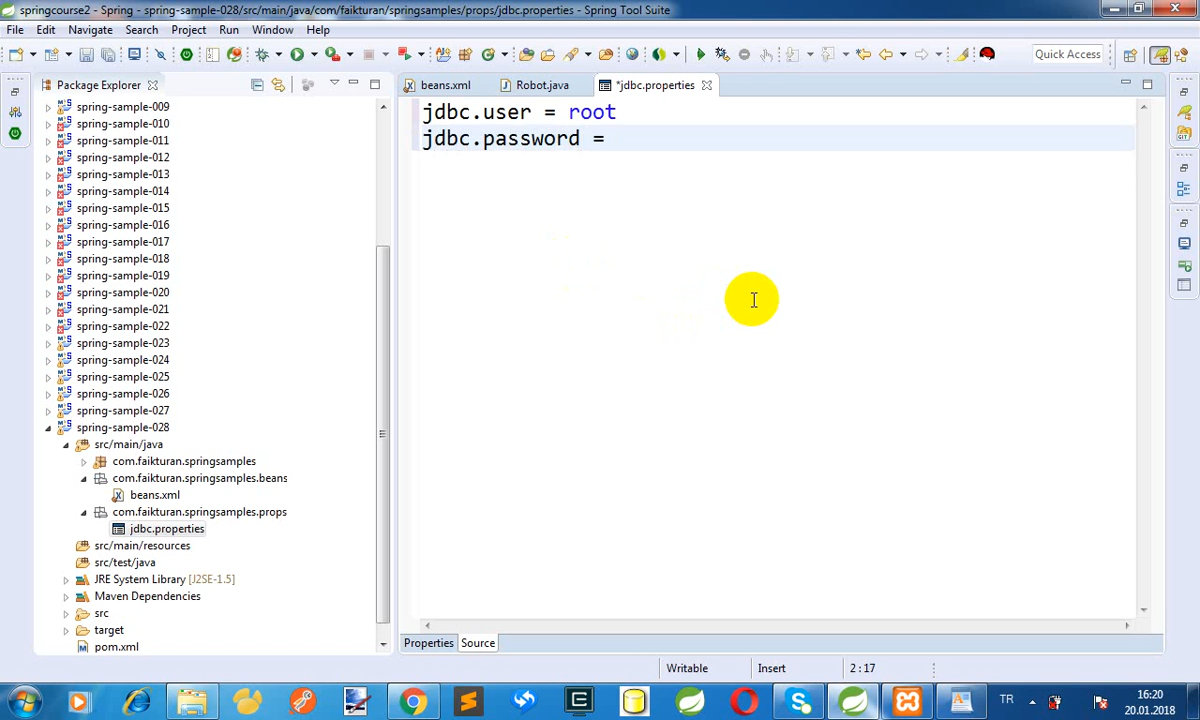 springcourse2 - Spring - spring-sample-028/src/main/java/com/faikturan/springsamples/props/jdbc.properties - Spring Tool Suite
File Edit Navigate Search Project Run Window Help
Quick Access
Package Explorer
beans.xml Robot.java *jdbc.properties
spring-sample-009
spring-sample-010
spring-sample-011
spring-sample-012
spring-sample-013
spring-sample-014
spring-sample-015
spring-sample-016
spring-sample-017
spring-sample-018
spring-sample-019
spring-sample-020
spring-sample-021
spring-sample-022
spring-sample-023
spring-sample-024
spring-sample-025
spring-sample-026
spring-sample-027
spring-sample-028
src/main/java
com.faikturan.springsamples
com.faikturan.springsamples.beans
beans.xml
com.faikturan.springsamples.props
jdbc.properties
src/main/resources
src/test/java
JRE System Library [J2SE-1.5]
Maven Dependencies
src
target
pom.xml
jdbc.user = root
jdbc.password =
Properties Source
Writable Insert 2:17
TR 16:20
20.01.2018